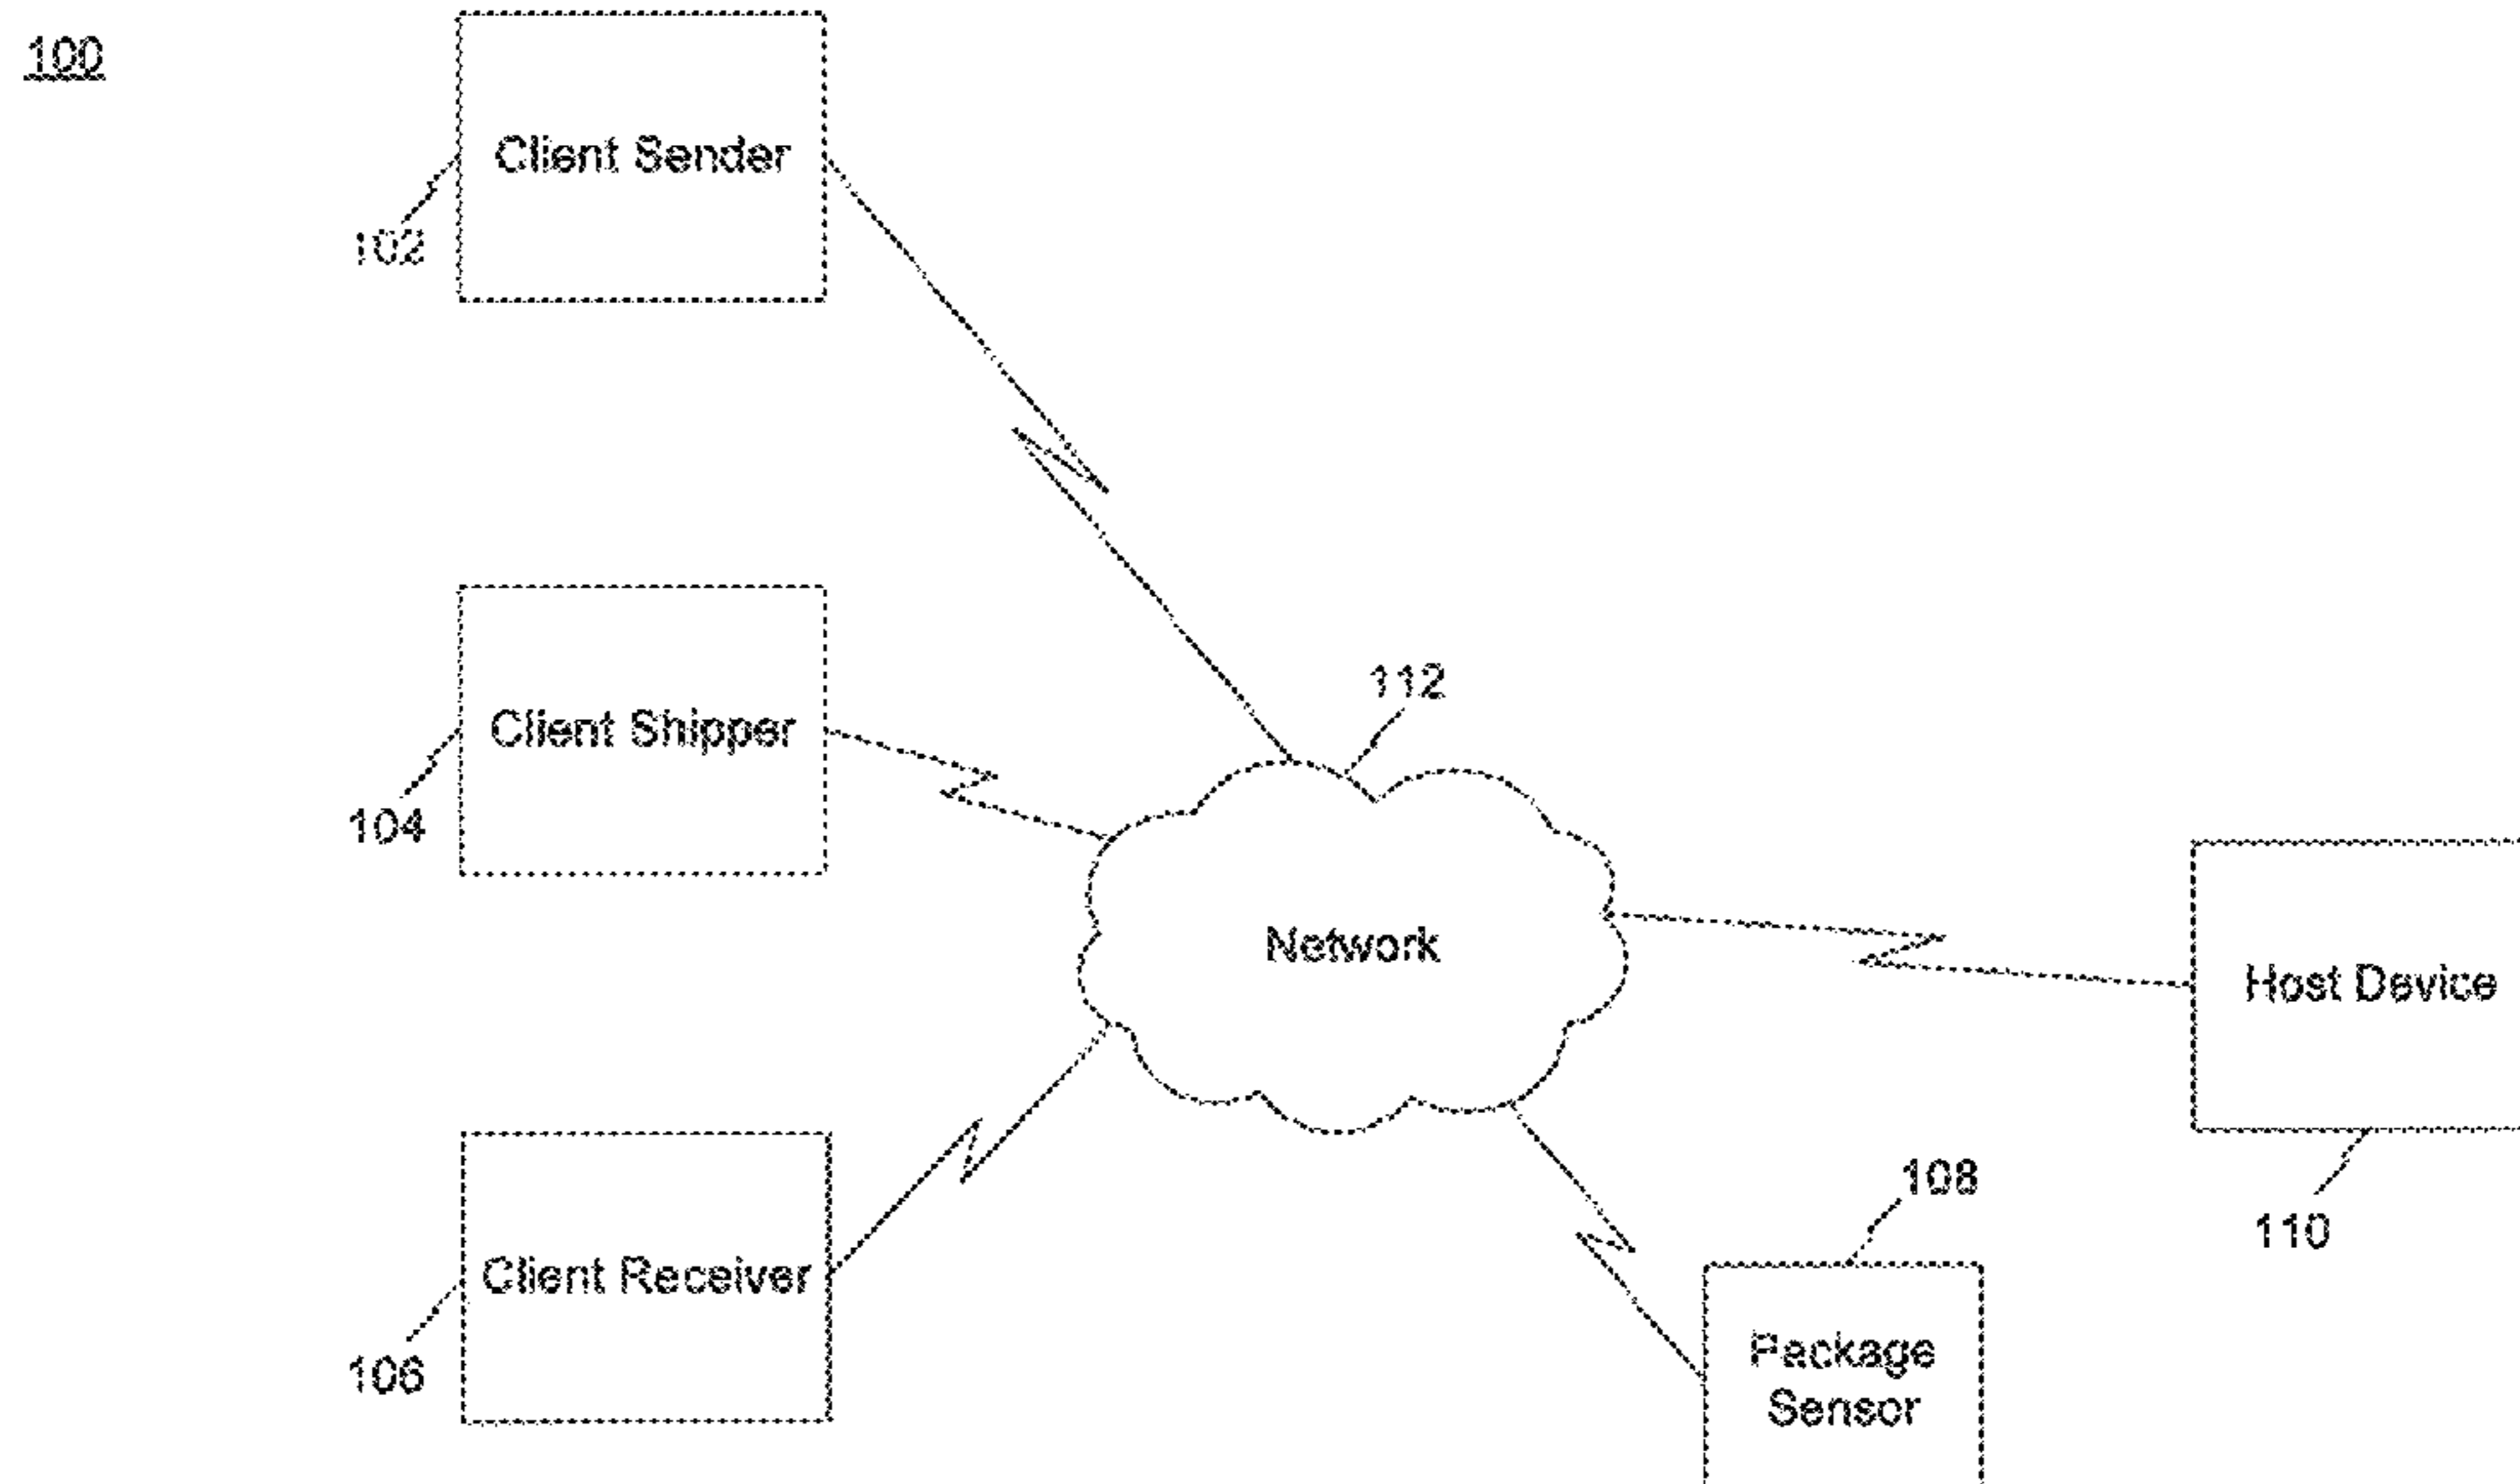 100
Client Sender
102
Client Shipper
104
112
Network
Host Device
110
Client Receiver
106
108
Package
Sensor